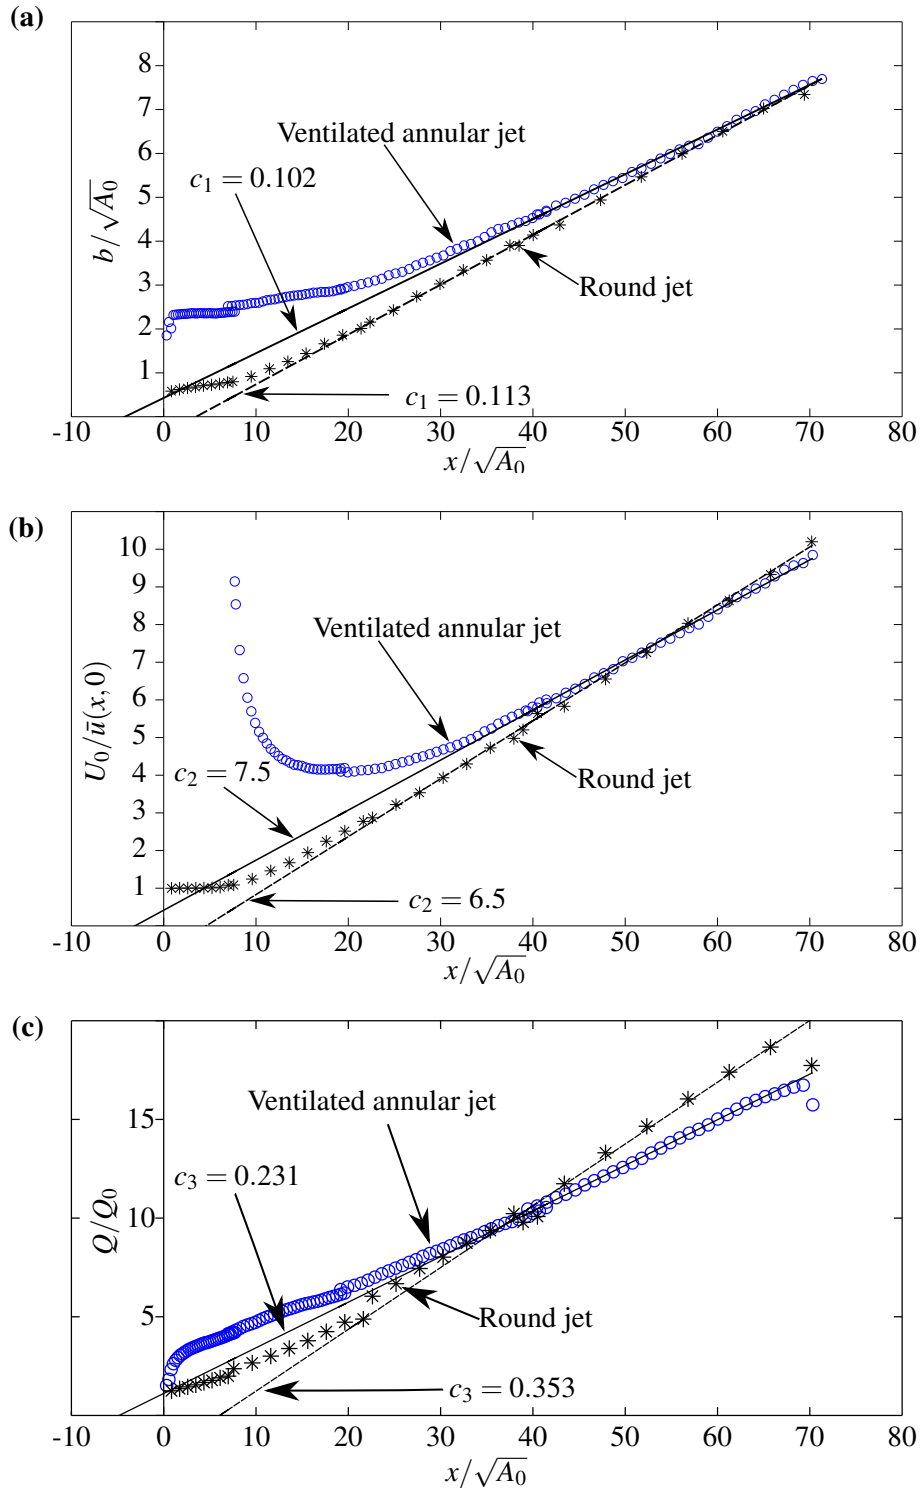 (a)
8
7
6
5
4
3
2
1
b/√A₀
Ventilated annular jet
c₁ = 0.102
Round jet
c₁ = 0.113
-10 0 10 20 30 40 50 60 70 80
x/√A₀
(b)
10
9
8
7
6
5
4
3
2
1
U₀/ū(x,0)
Ventilated annular jet
c₂ = 7.5
Round jet
c₂ = 6.5
-10 0 10 20 30 40 50 60 70 80
x/√A₀
(c)
15
10
5
Q/Q₀
Ventilated annular jet
c₃ = 0.231
Round jet
c₃ = 0.353
-10 0 10 20 30 40 50 60 70 80
x/√A₀